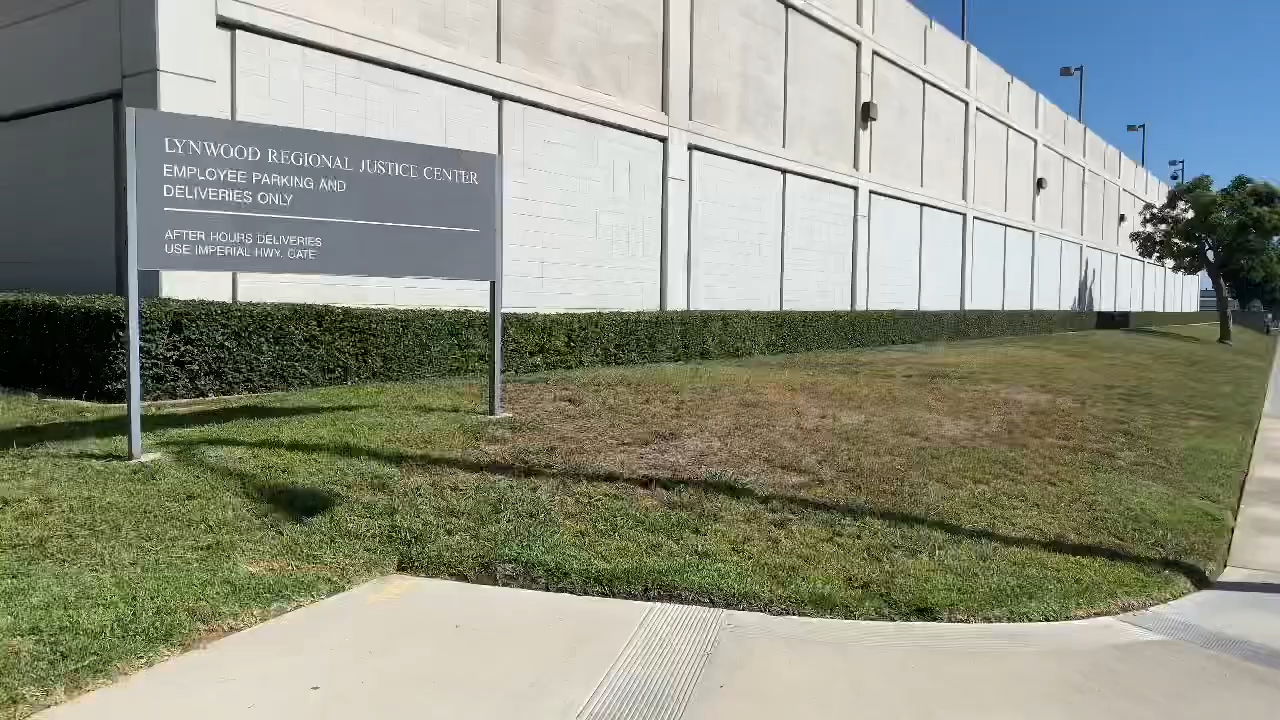 LYNWOOD REGIONAL JUSTICE CENTER
EMPLOYEE PARKING AND
DELIVERIES ONLY
AFTER HOURS DELIVERIES
USE IMPERIAL HWY. GATE